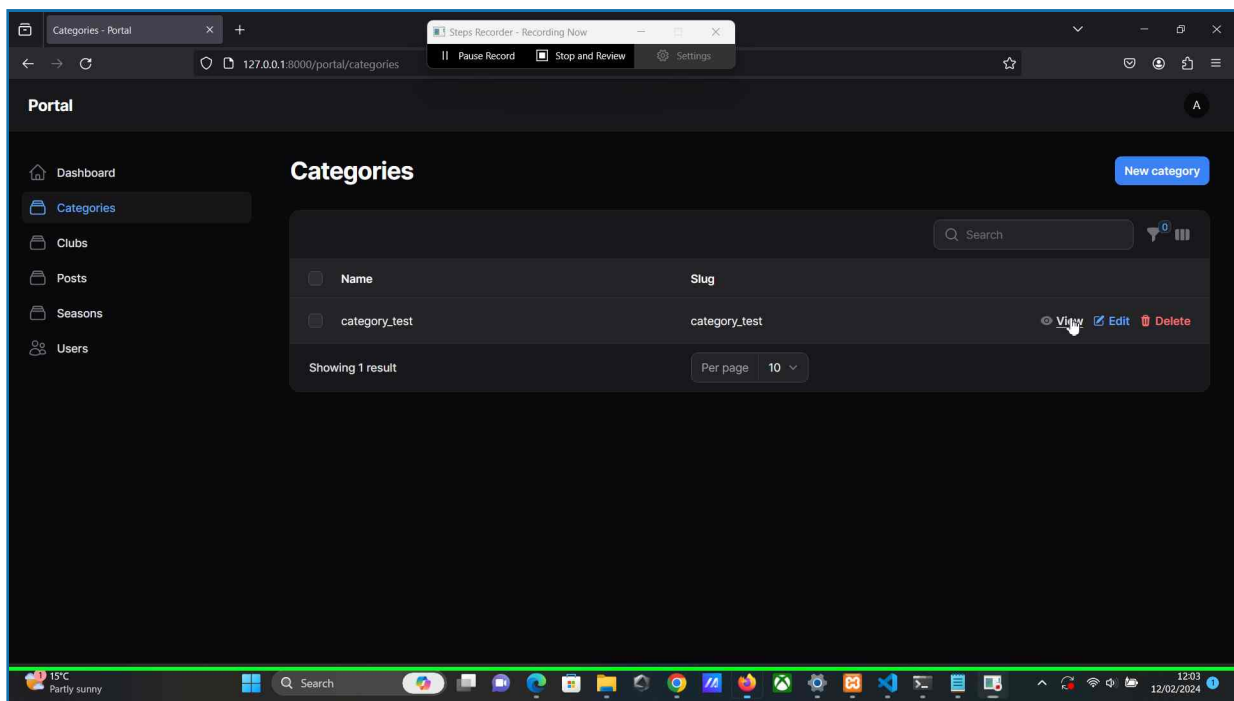 Categories - Portal
Steps Recorder - Recording Now
Pause Record Stop and Review Settings
127.0.0.1:8000/portal/categories
Portal
A
Dashboard
Categories
Clubs
Posts
Seasons
Users
Categories
New category
Search
0
Name Slug
category_test category_test View Edit Delete
Showing 1 result
Per page 10
1
15°C
Partly sunny
Search
12:03
12/02/2024
1